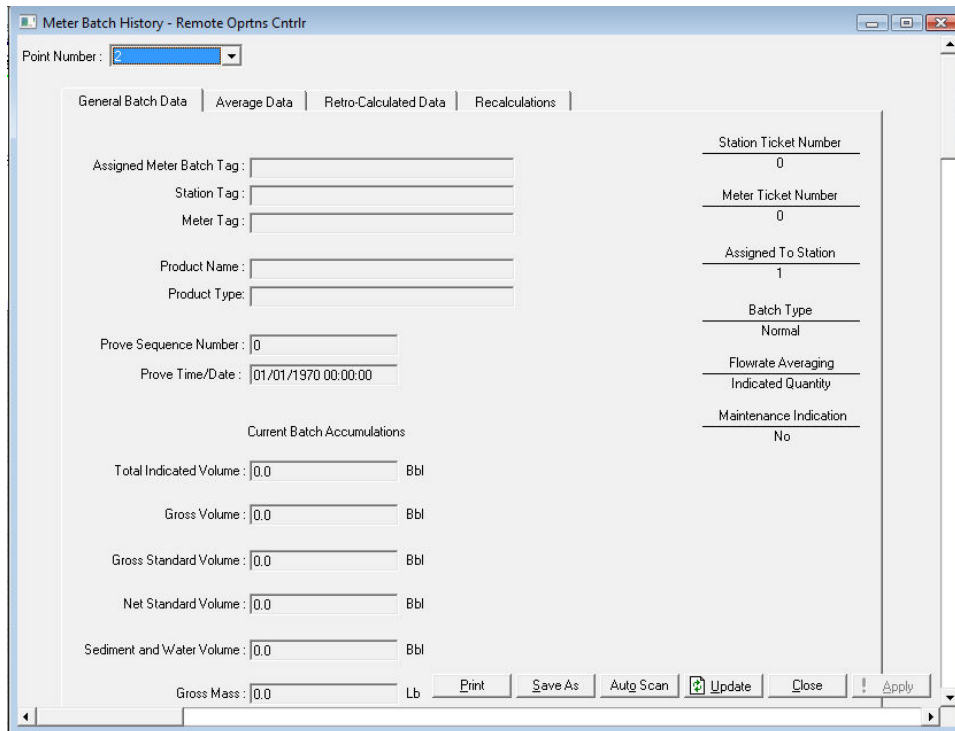 Meter Batch History - Remote Oprtns Cntrlr
Point Number : 2
General Batch Data Average Data Retro-Calculated Data Recalculations
Station Ticket Number
0
Assigned Meter Batch Tag :
Station Tag :
Meter Ticket Number
0
Meter Tag :
Assigned To Station
1
Product Name :
Product Type:
Batch Type
Normal
Prove Sequence Number : 0
Flowrate Averaging
Indicated Quantity
Prove Time/Date : 01/01/1970 00:00:00
Maintenance Indication
No
Current Batch Accumulations
Total Indicated Volume : 0.0 Bbl
Gross Volume : 0.0 Bbl
Gross Standard Volume : 0.0 Bbl
Net Standard Volume : 0.0 Bbl
Sediment and Water Volume : 0.0 Bbl
Gross Mass : 0.0 Lb
Print Save As Auto Scan Update Close ! Apply